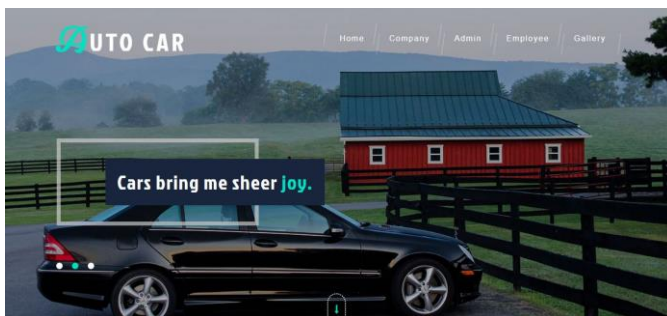 AUTO CAR
Home Company Admin Employee Gallery
Cars bring me sheer joy.